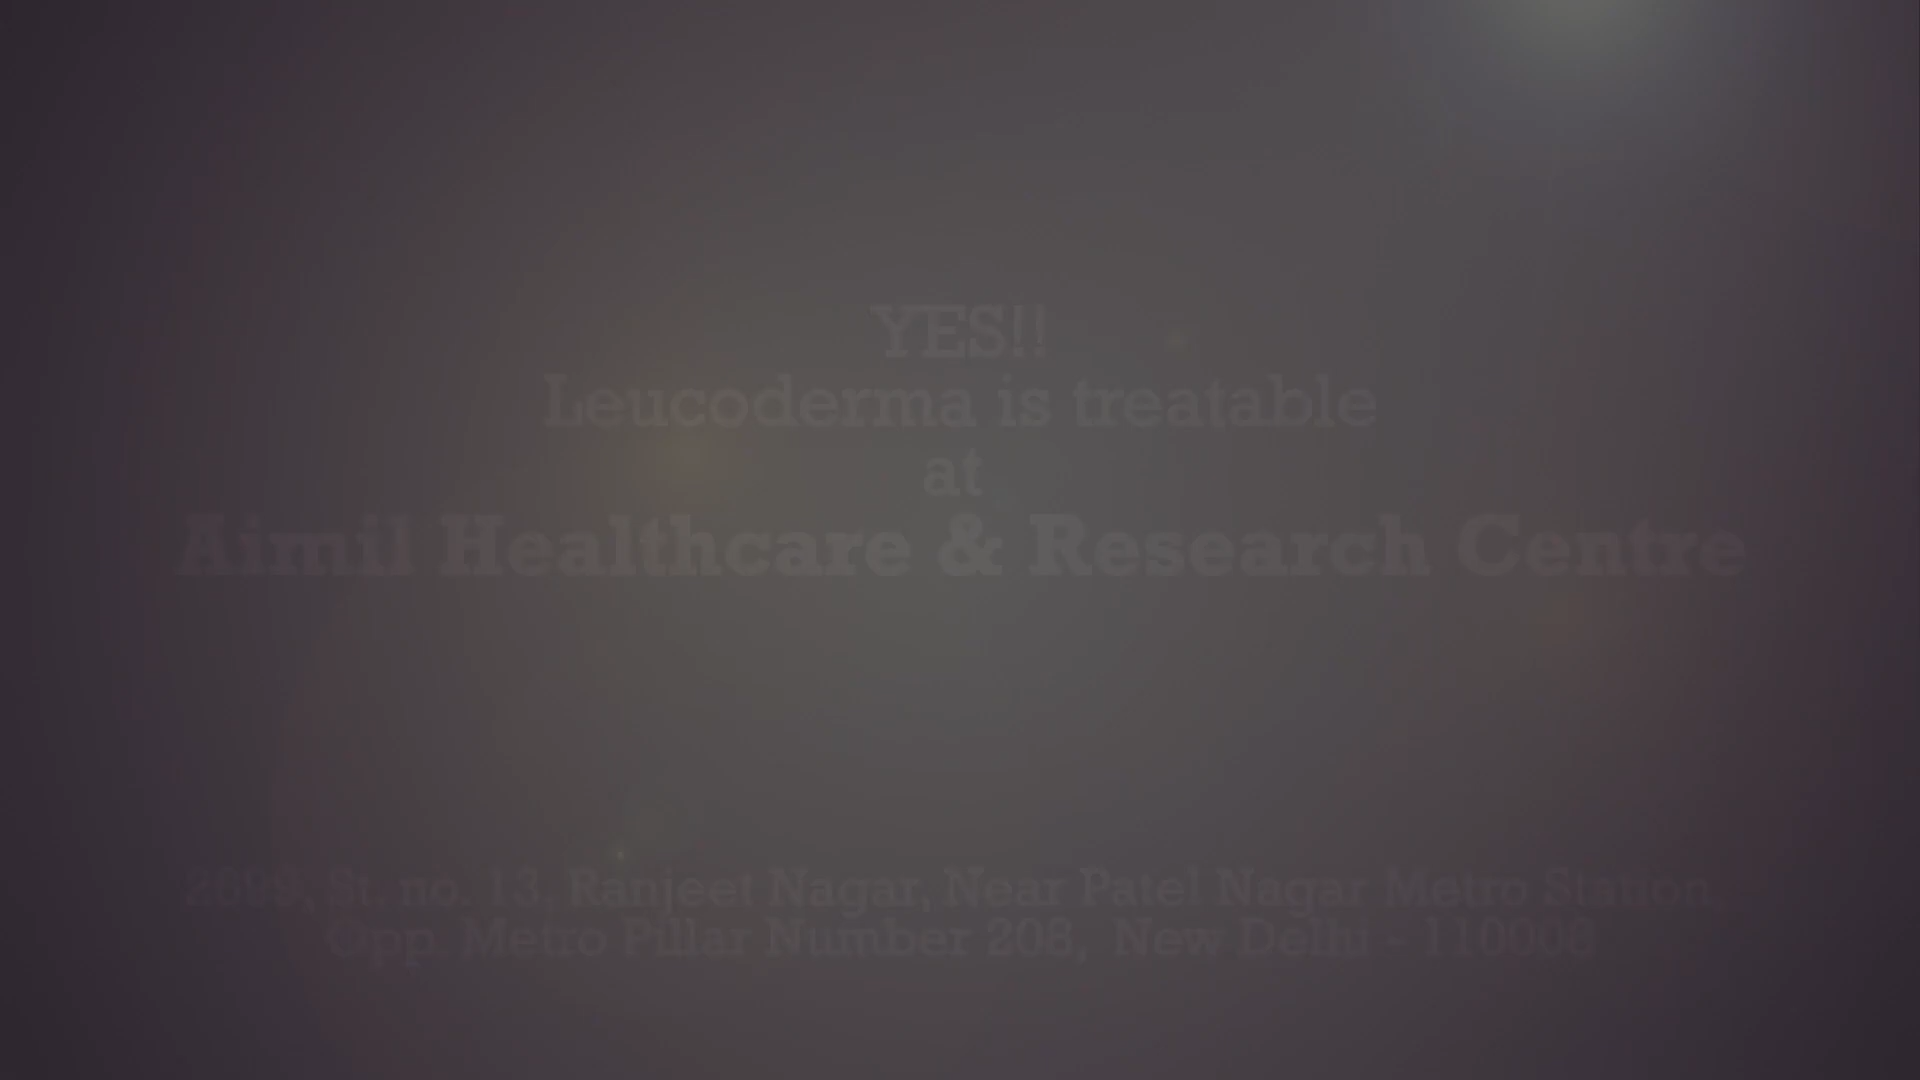 YES!!
Leucoderma is treatable
at
Aimil Healthcare & Research Centre
2699, St. no. 13, Ranjeet Nagar, Near Patel Nagar Metro Station,
Opp. Metro Pillar Number 208, New Delhi - 110008